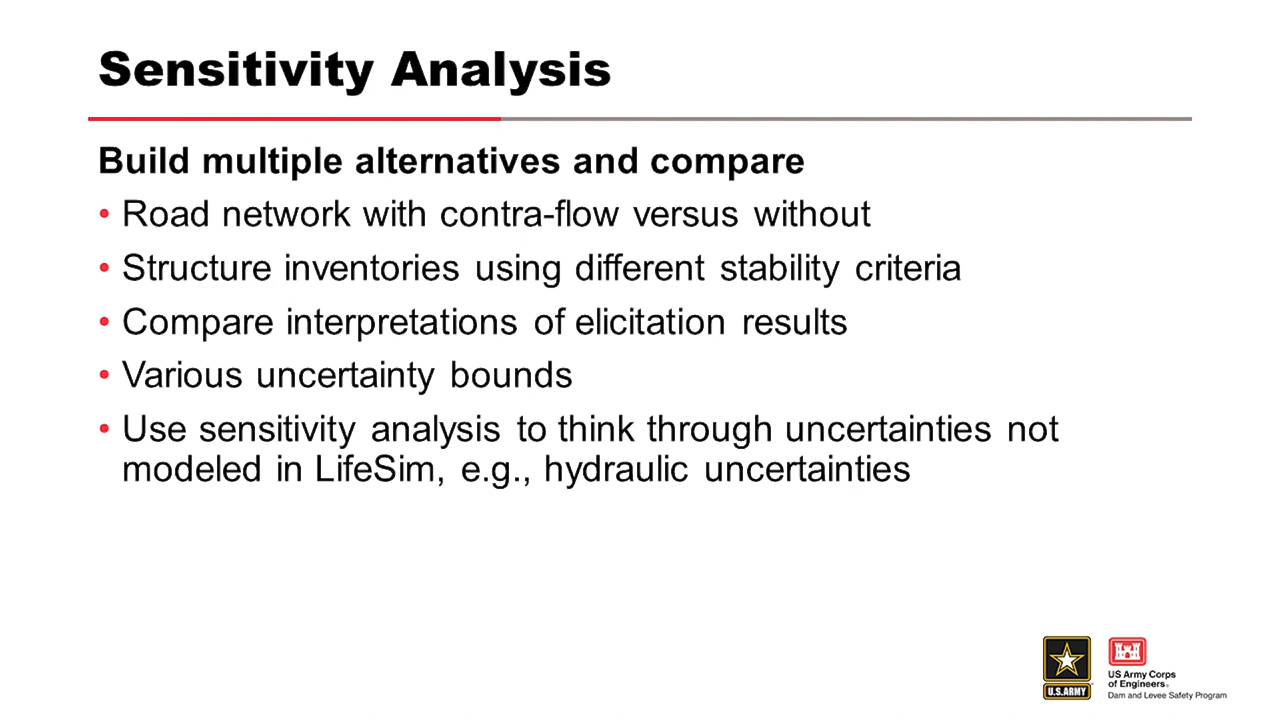 Sensitivity Analysis
Build multiple alternatives and compare
• Road network with contra-flow versus without
• Structure inventories using different stability criteria
• Compare interpretations of elicitation results
• Various uncertainty bounds
• Use sensitivity analysis to think through uncertainties not
modeled in LifeSim, e.g., hydraulic uncertainties
U.S.ARMY
US Army Corps
of Engineers®
Dam and Levee Safety Program